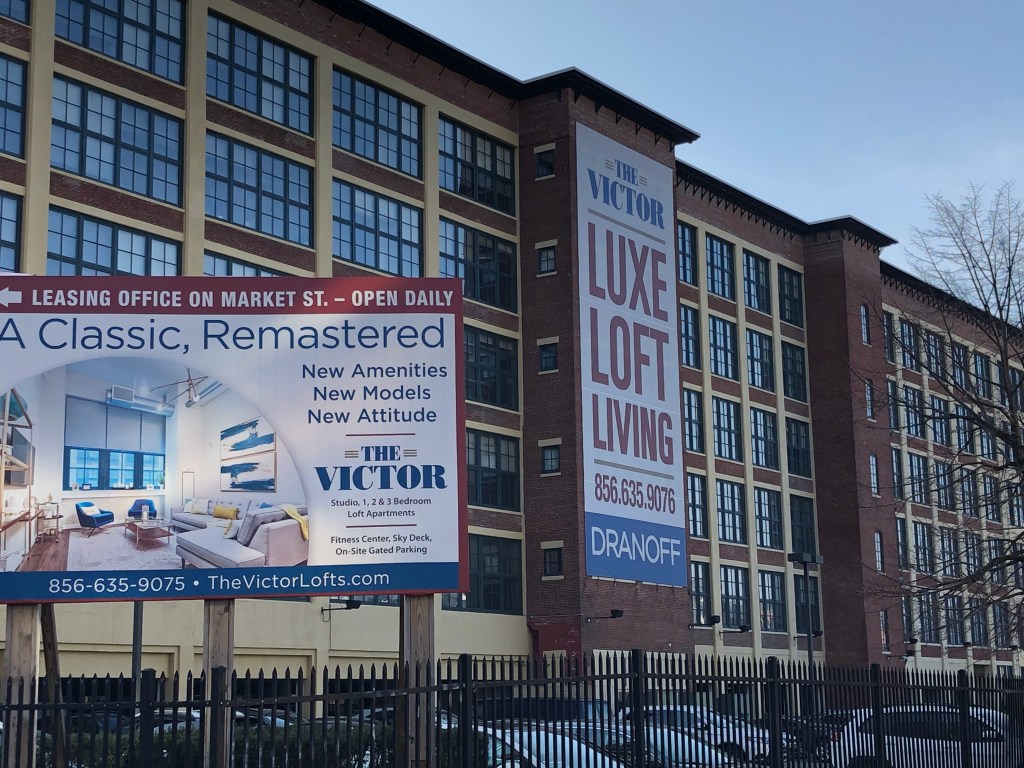 LEASING OFFICE ON MARKET ST. – OPEN DAILY
A Classic, Remastered
New Amenities
New Models
New Attitude
THE
VICTOR
Studio, 1, 2 & 3 Bedroom
Loft Apartments
Fitness Center, Sky Deck,
On-Site Gated Parking
856-635-9075 • TheVictorLofts.com
THE
VICTOR
LUXE
LOFT
LIVING
856.635.9076
DRANOFF